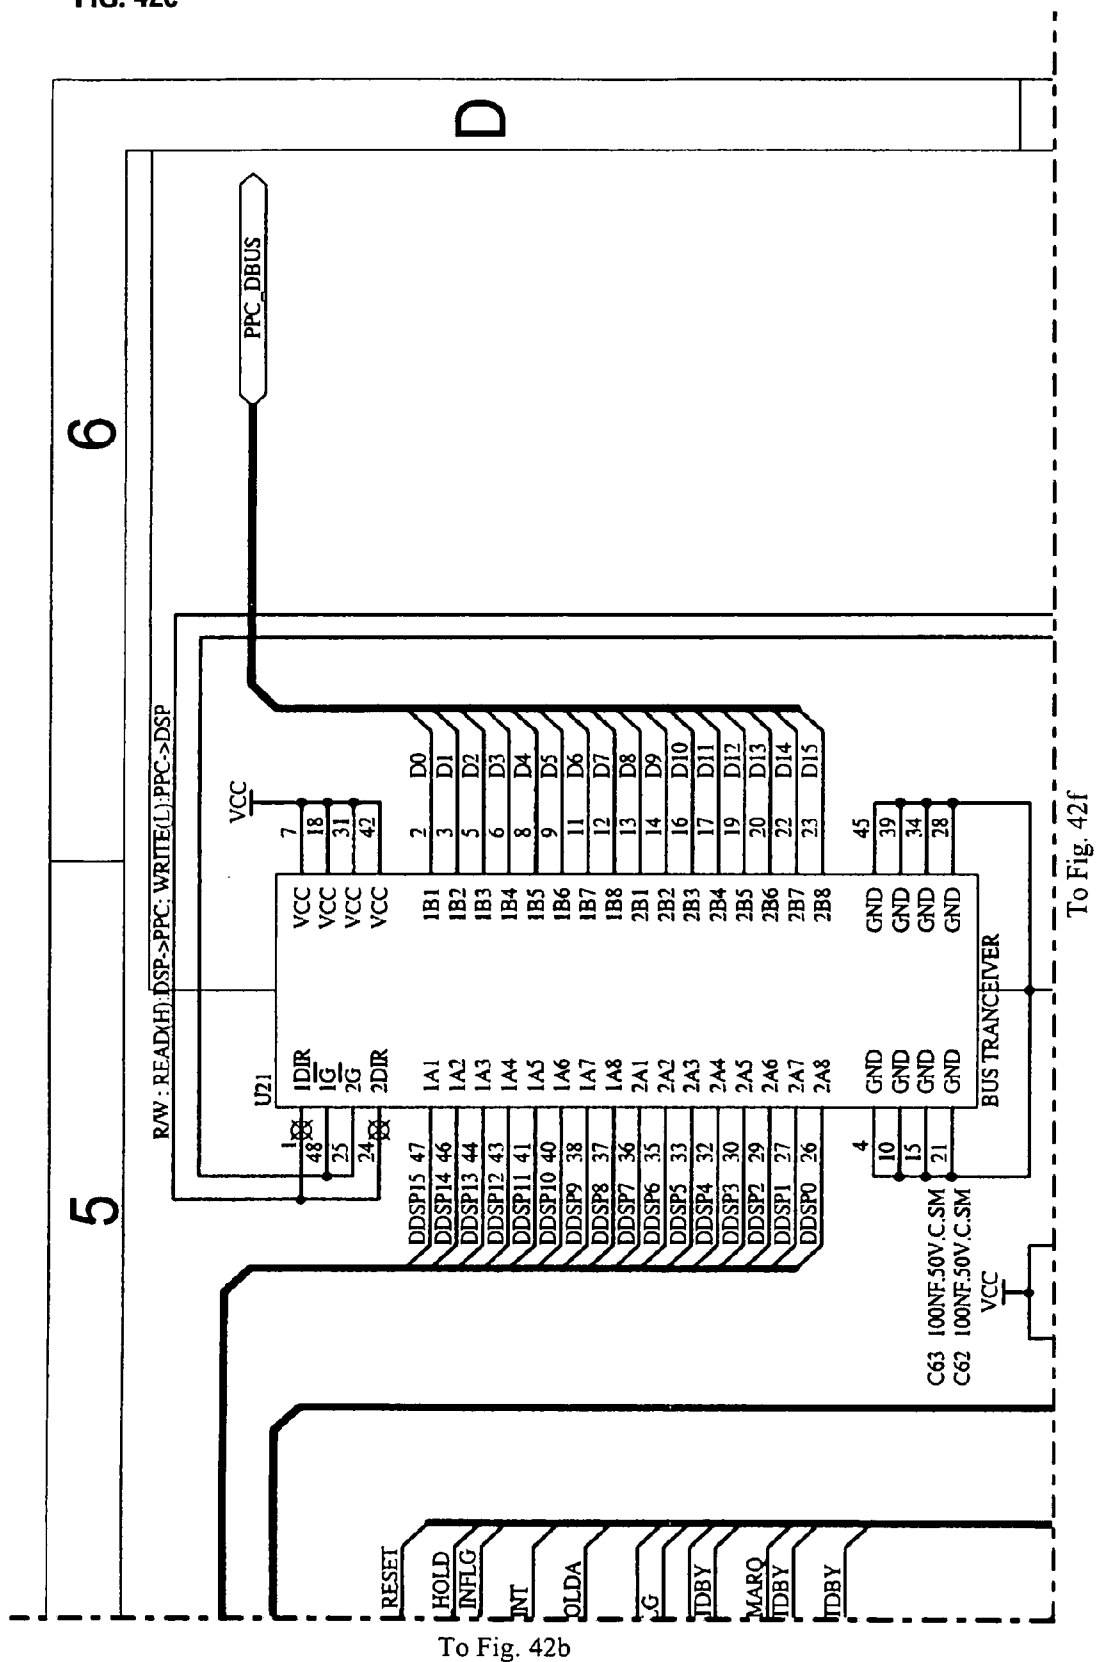 FIG. 42c
5
6
D
PPC_DBUS
R/W : READ(H):DSP->PPC; WRITE(L):PPC->DSP
VCC
7
18
31
42
VCC
VCC
VCC
VCC
U21
1DIR
1G
2G
2DIR
1
48
25
24
DDSP15 47 1A1 1B1 2 D0
DDSP14 46 1A2 1B2 3 D1
DDSP13 44 1A3 1B3 5 D2
DDSP12 43 1A4 1B4 6 D3
DDSP11 41 1A5 1B5 8 D4
DDSP10 40 1A6 1B6 9 D5
DDSP9 38 1A7 1B7 11 D6
DDSP8 37 1A8 1B8 12 D7
DDSP7 36 2A1 2B1 13 D8
DDSP6 35 2A2 2B2 14 D9
DDSP5 33 2A3 2B3 16 D10
DDSP4 32 2A4 2B4 17 D11
DDSP3 30 2A5 2B5 19 D12
DDSP2 29 2A6 2B6 20 D13
DDSP1 27 2A7 2B7 22 D14
DDSP0 26 2A8 2B8 23 D15
4 GND GND 45
10 GND GND 39
15 GND GND 34
21 GND GND 28
BUS TRANCEIVER
C63 100NF.50V.C.SM
C62 100NF.50V.C.SM
VCC
RESET
HOLD
INFLG
INT
OLDA
G
TDBY
MARQ
TDBY
TDBY
To Fig. 42b
To Fig. 42f